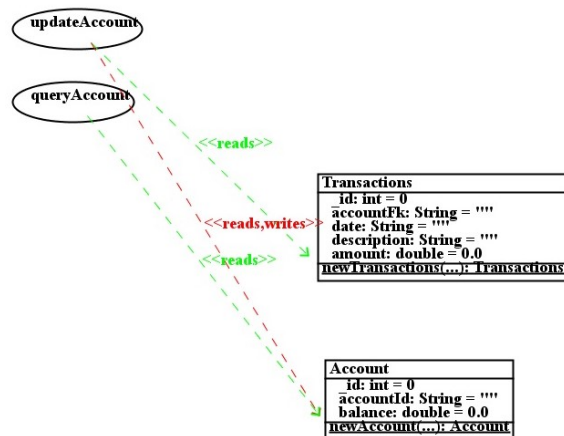 updateAccount
queryAccount
<<reads>>
Transactions
_id: int = 0
accountFk: String = ""
date: String = ""
description: String = ""
amount: double = 0.0
newTransactions(...): Transactions
<<reads,writes>>
<<reads>>
Account
_id: int = 0
accountId: String = ""
balance: double = 0.0
newAccount(...): Account